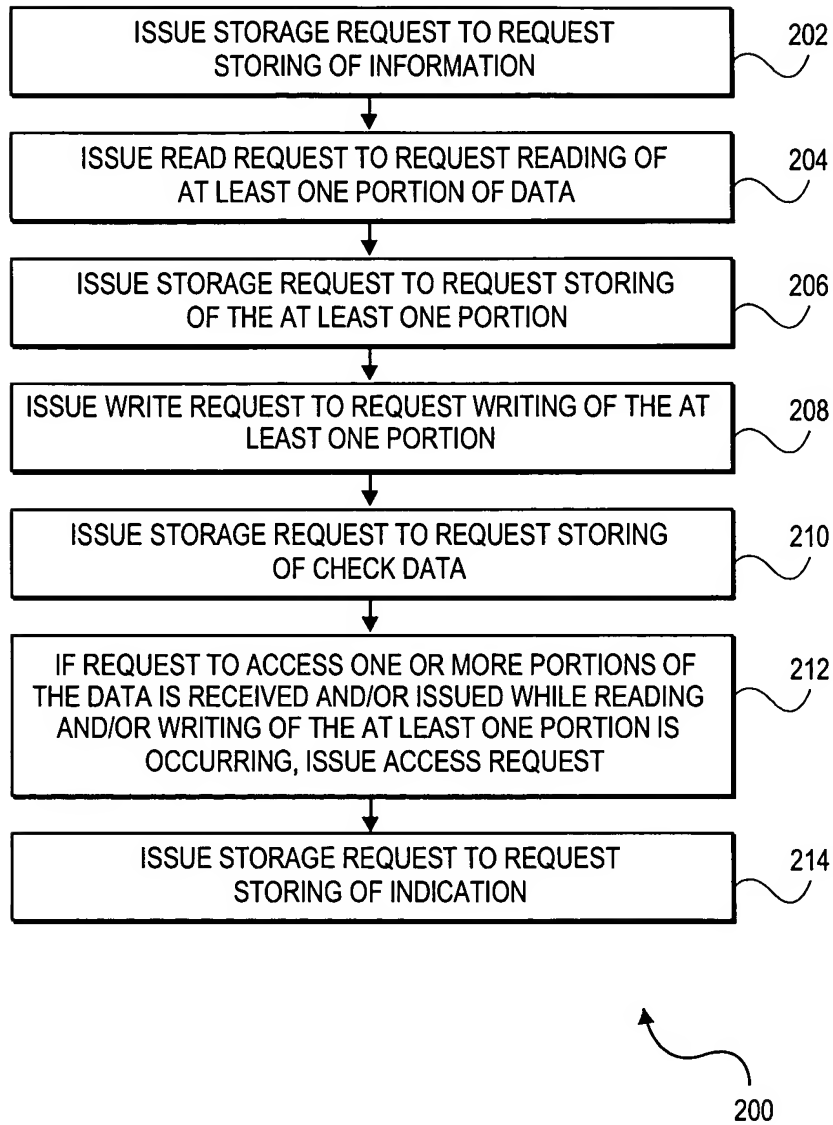 ISSUE STORAGE REQUEST TO REQUEST
STORING OF INFORMATION
202
ISSUE READ REQUEST TO REQUEST READING OF
AT LEAST ONE PORTION OF DATA
204
ISSUE STORAGE REQUEST TO REQUEST STORING
OF THE AT LEAST ONE PORTION
206
ISSUE WRITE REQUEST TO REQUEST WRITING OF THE AT
LEAST ONE PORTION
208
ISSUE STORAGE REQUEST TO REQUEST STORING
OF CHECK DATA
210
IF REQUEST TO ACCESS ONE OR MORE PORTIONS OF
THE DATA IS RECEIVED AND/OR ISSUED WHILE READING
AND/OR WRITING OF THE AT LEAST ONE PORTION IS
OCCURRING, ISSUE ACCESS REQUEST
212
ISSUE STORAGE REQUEST TO REQUEST
STORING OF INDICATION
214
200